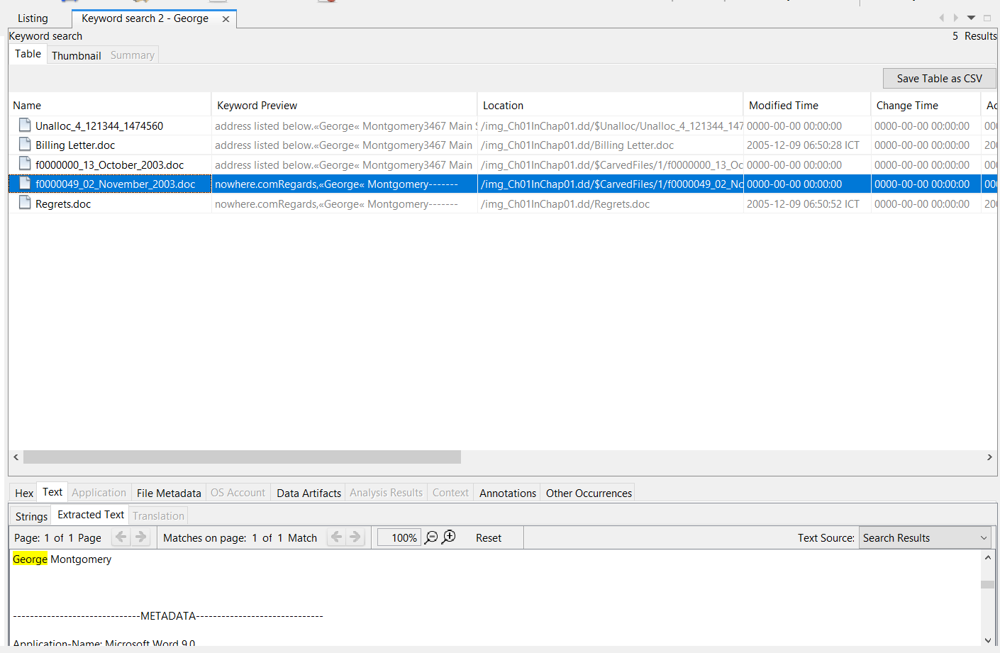 Listing Keyword search 2 - George
Keyword search 5 Results
Table Thumbnail Summary
Save Table as CSV
Name Keyword Preview Location Modified Time Change Time Ac
Unalloc_4_121344_1474560 address listed below.«George« Montgomery3467 Main S /img_Ch01InChap01.dd/$Unalloc/Unalloc_4_121344_147 0000-00-00 00:00:00 0000-00-00 00:00:00 000
Billing Letter.doc address listed below.«George« Montgomery3467 Main /img_Ch01InChap01.dd/Billing Letter.doc 2005-12-09 06:50:28 ICT 0000-00-00 00:00:00 200
f0000000_13_October_2003.doc address listed below.«George« Montgomery3467 Main /img_Ch01InChap01.dd/$CarvedFiles/1/f0000000_13_Oc 0000-00-00 00:00:00 0000-00-00 00:00:00 000
f0000049_02_November_2003.doc nowhere.comRegards,«George« Montgomery------- /img_Ch01InChap01.dd/$CarvedFiles/1/f0000049_02_No 0000-00-00 00:00:00 0000-00-00 00:00:00 000
Regrets.doc nowhere.comRegards,«George« Montgomery------- /img_Ch01InChap01.dd/Regrets.doc 2005-12-09 06:50:52 ICT 0000-00-00 00:00:00 200
Hex Text Application File Metadata OS Account Data Artifacts Analysis Results Context Annotations Other Occurrences
Strings Extracted Text Translation
Page: 1 of 1 Page Matches on page: 1 of 1 Match 100% Reset Text Source: Search Results
George Montgomery
------------------------------METADATA------------------------------
Application-Name: Microsoft Word 9.0